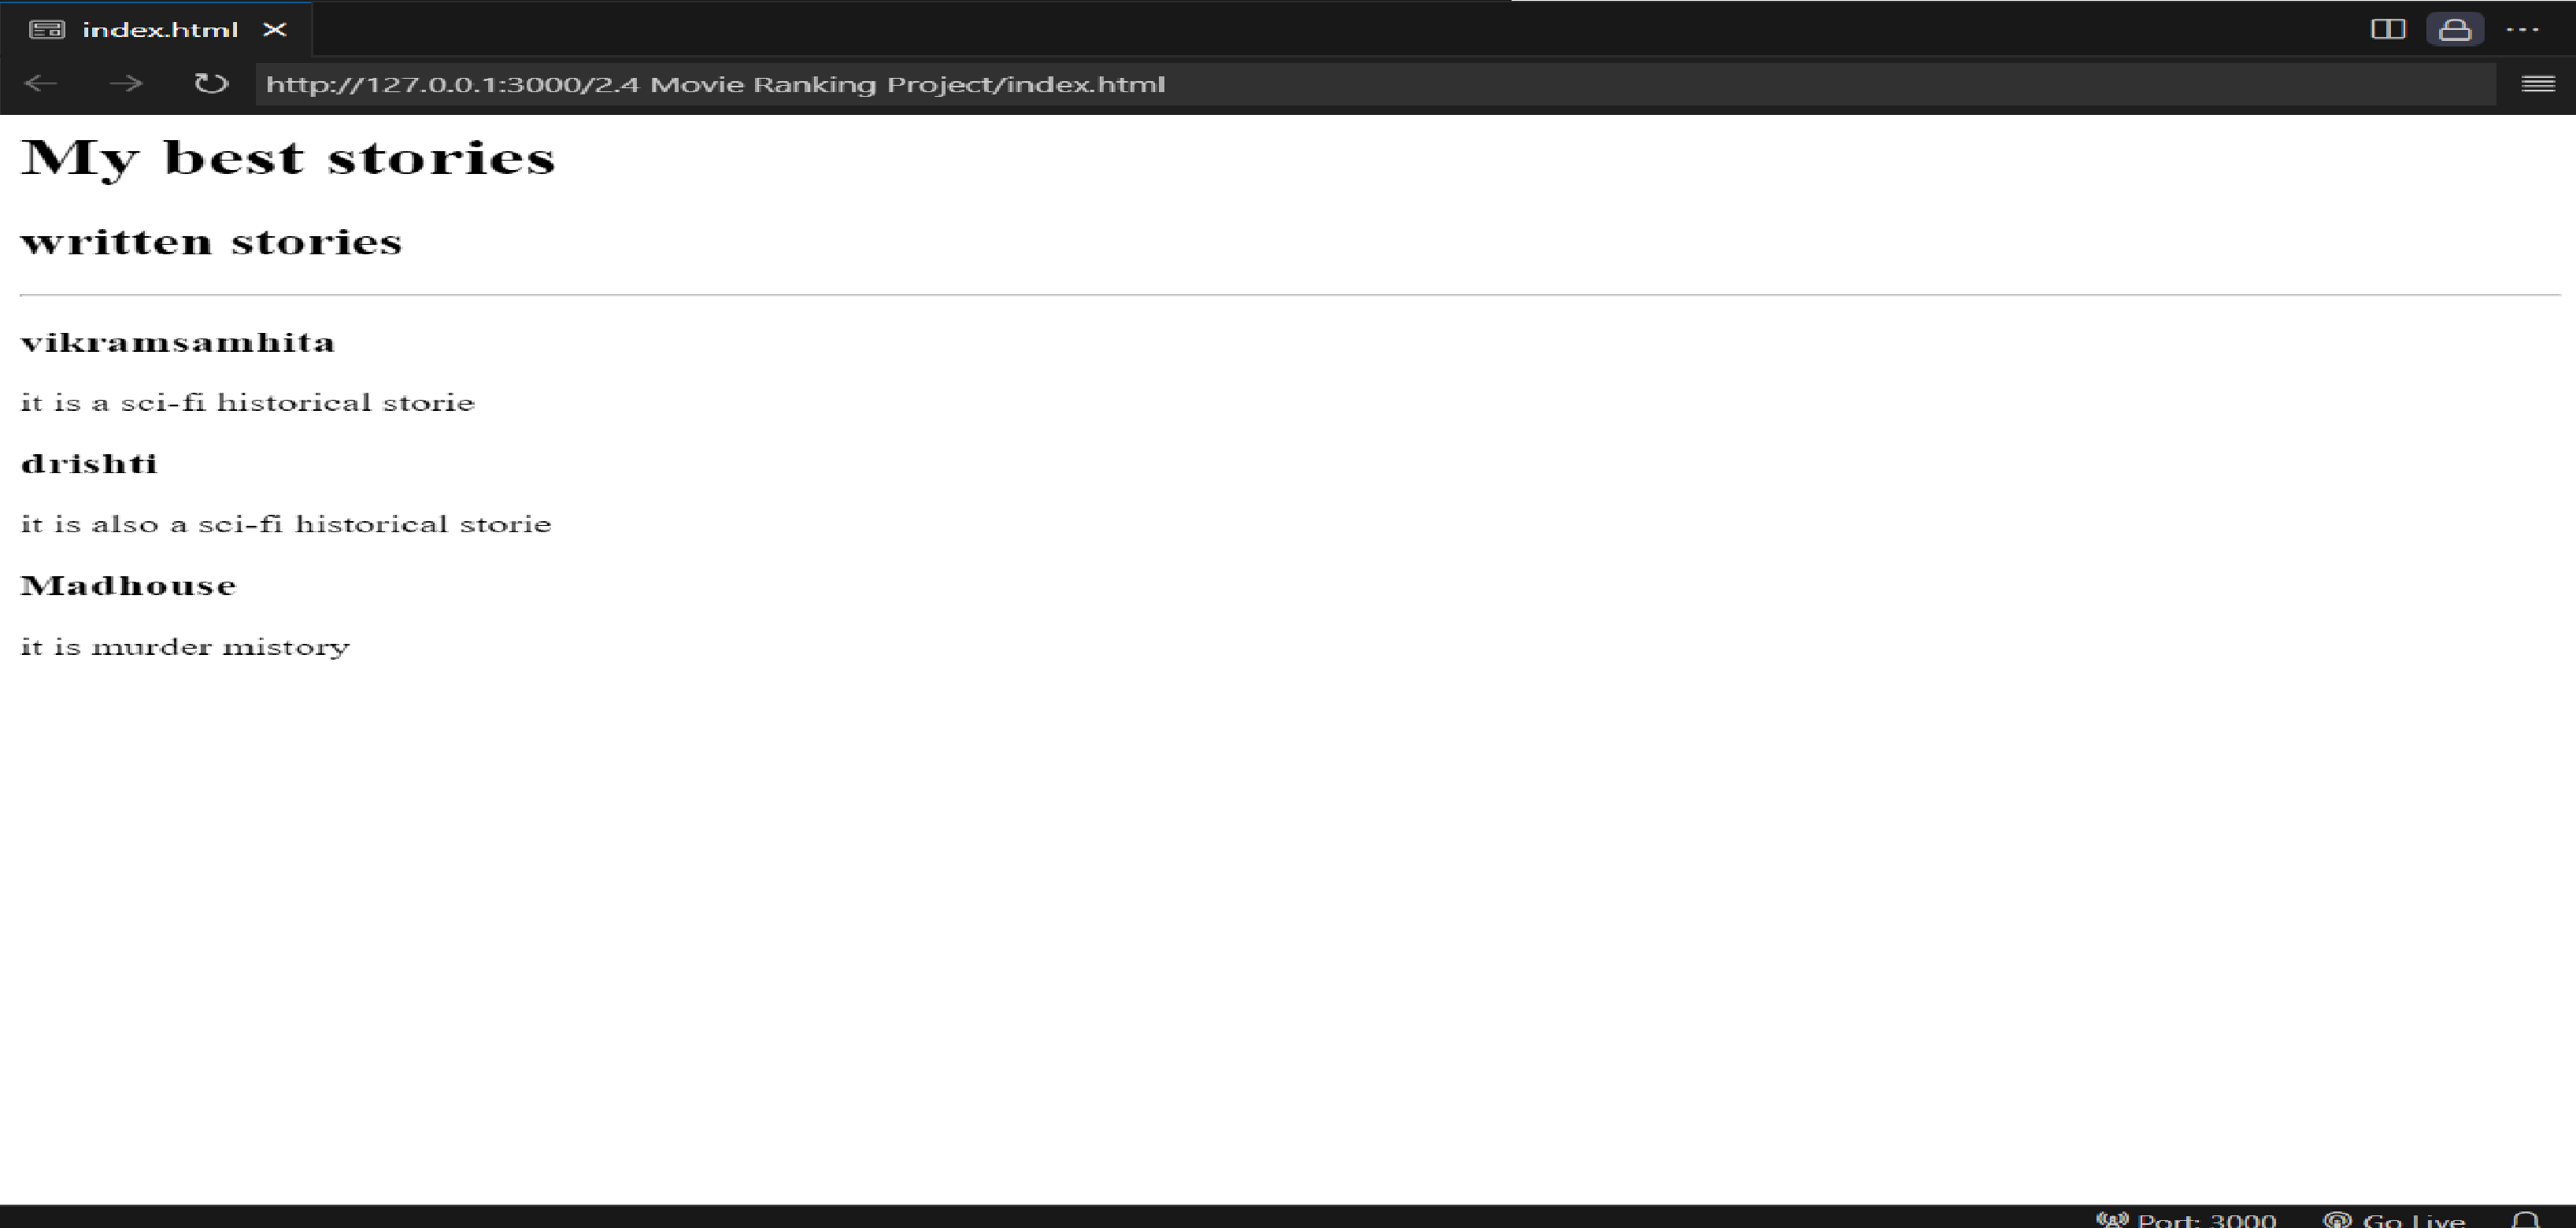 index.html
http://127.0.0.1:3000/2.4 Movie Ranking Project/index.html
My best stories
written stories
vikramsamhita
it is a sci-fi historical storie
drishti
it is also a sci-fi historical storie
Madhouse
it is murder mistory
Port: 3000 Go Live